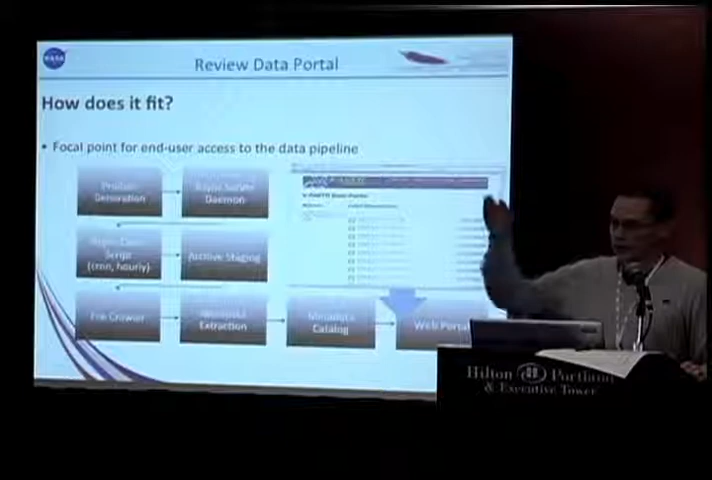 NASA
Review Data Portal
How does it fit?
• Focal point for end-user access to the data pipeline
Product
Generation
Rsync Server
Daemon
Script
(cron, hourly)
Archive Staging
File Crawler
Metadata
Extraction
Metadata
Catalog
Web Portal
Hilton Portland
& Executive Tower